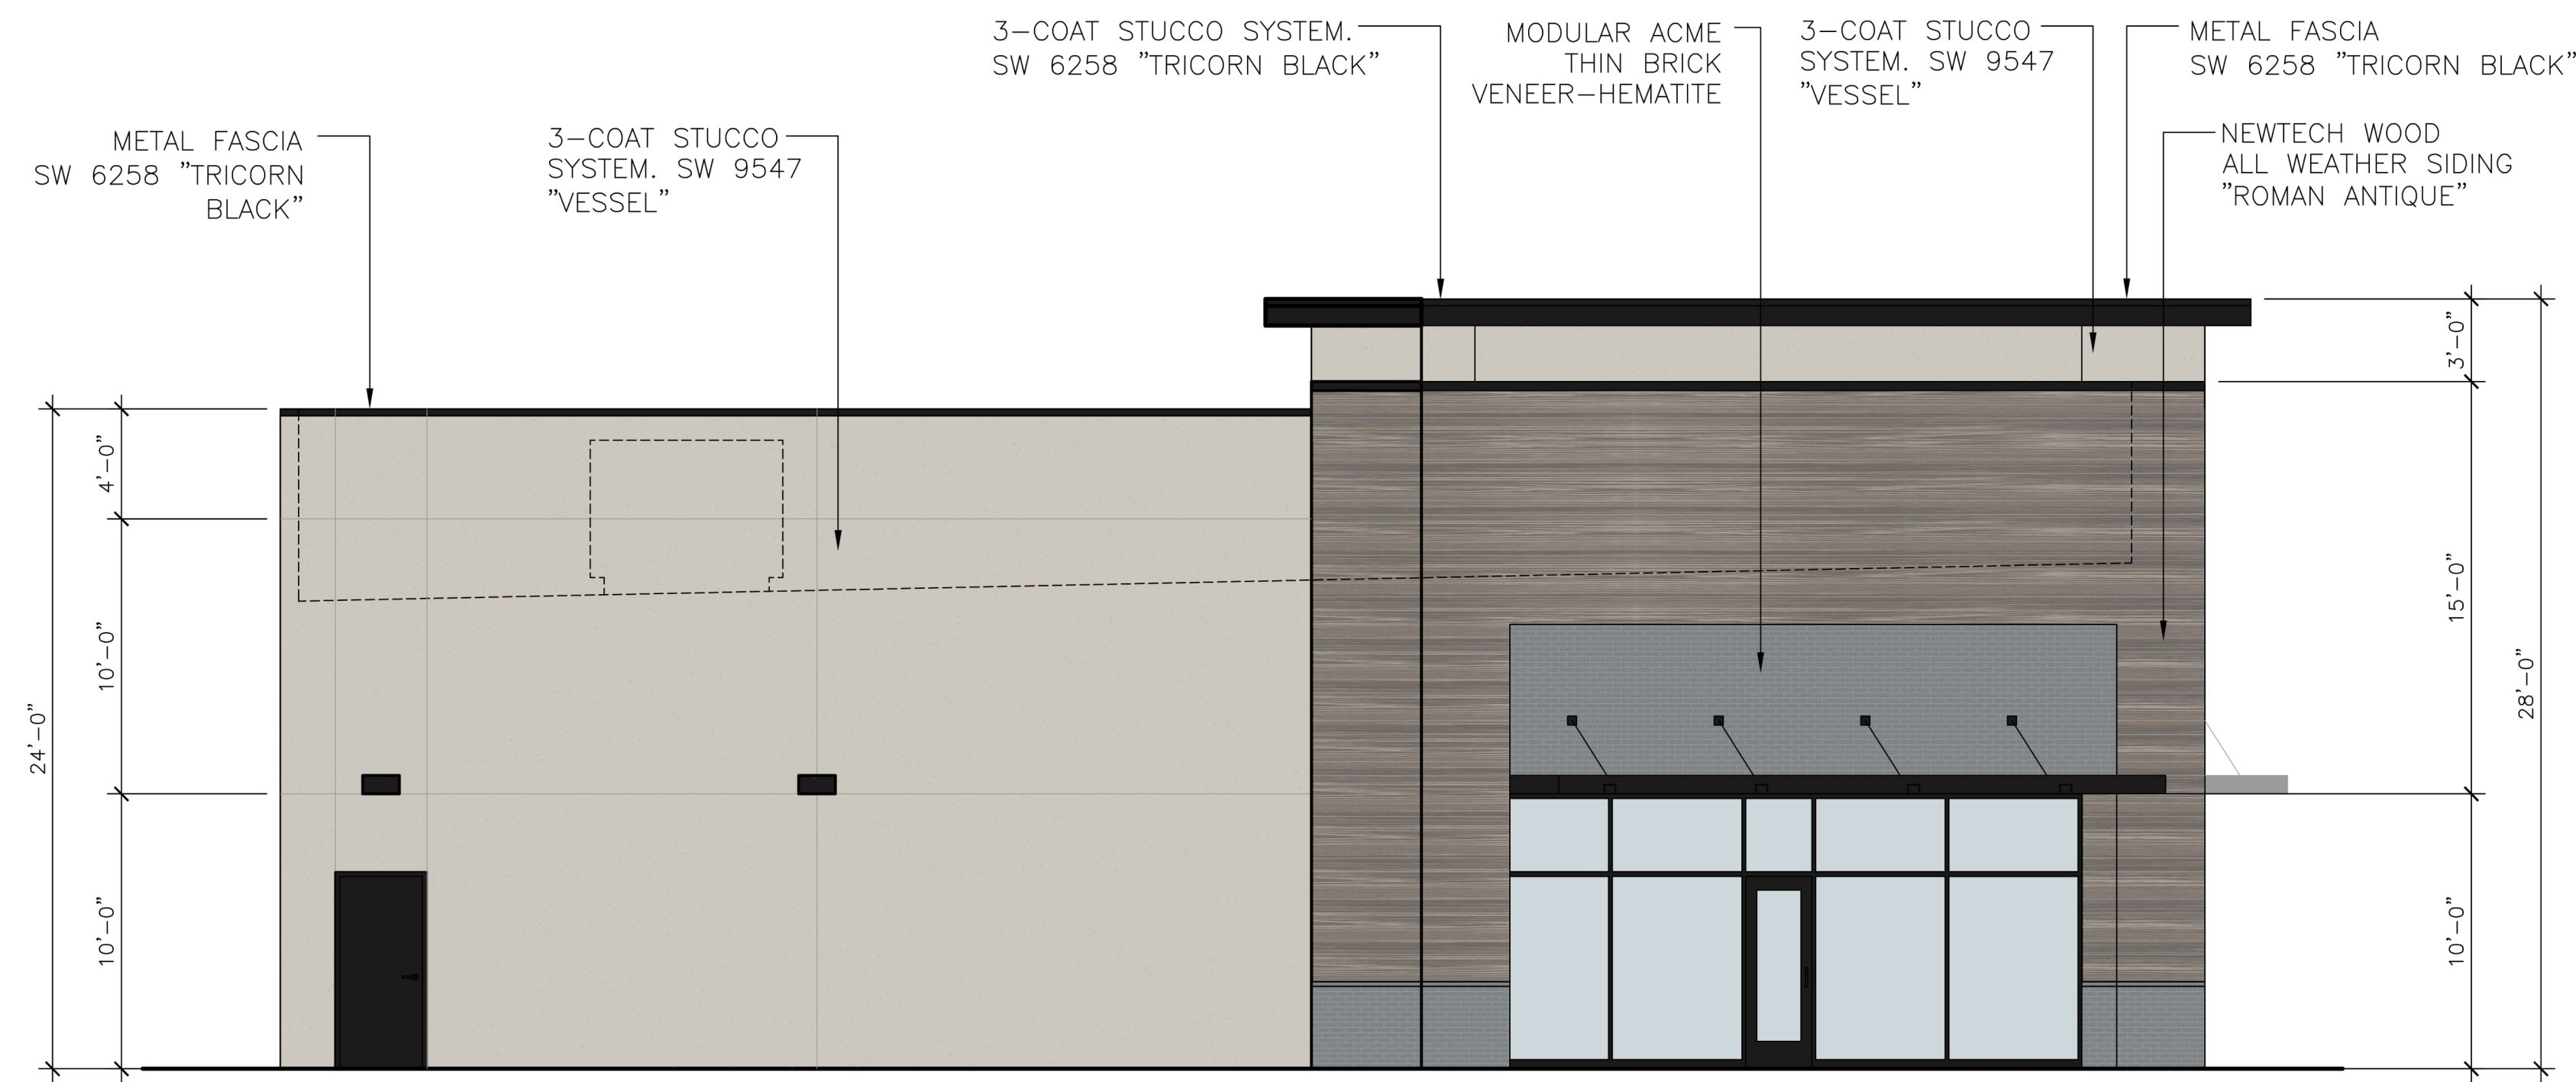 3-COAT STUCCO SYSTEM.
SW 6258 "TRICORN BLACK"
MODULAR ACME
THIN BRICK
VENEER-HEMATITE
3-COAT STUCCO
SYSTEM. SW 9547
"VESSEL"
METAL FASCIA
SW 6258 "TRICORN BLACK"
METAL FASCIA
SW 6258 "TRICORN
BLACK"
3-COAT STUCCO
SYSTEM. SW 9547
"VESSEL"
NEWTECH WOOD
ALL WEATHER SIDING
"ROMAN ANTIQUE"
24'-0"
4'-0"
10'-0"
10'-0"
3'-0"
15'-0"
10'-0"
28'-0"